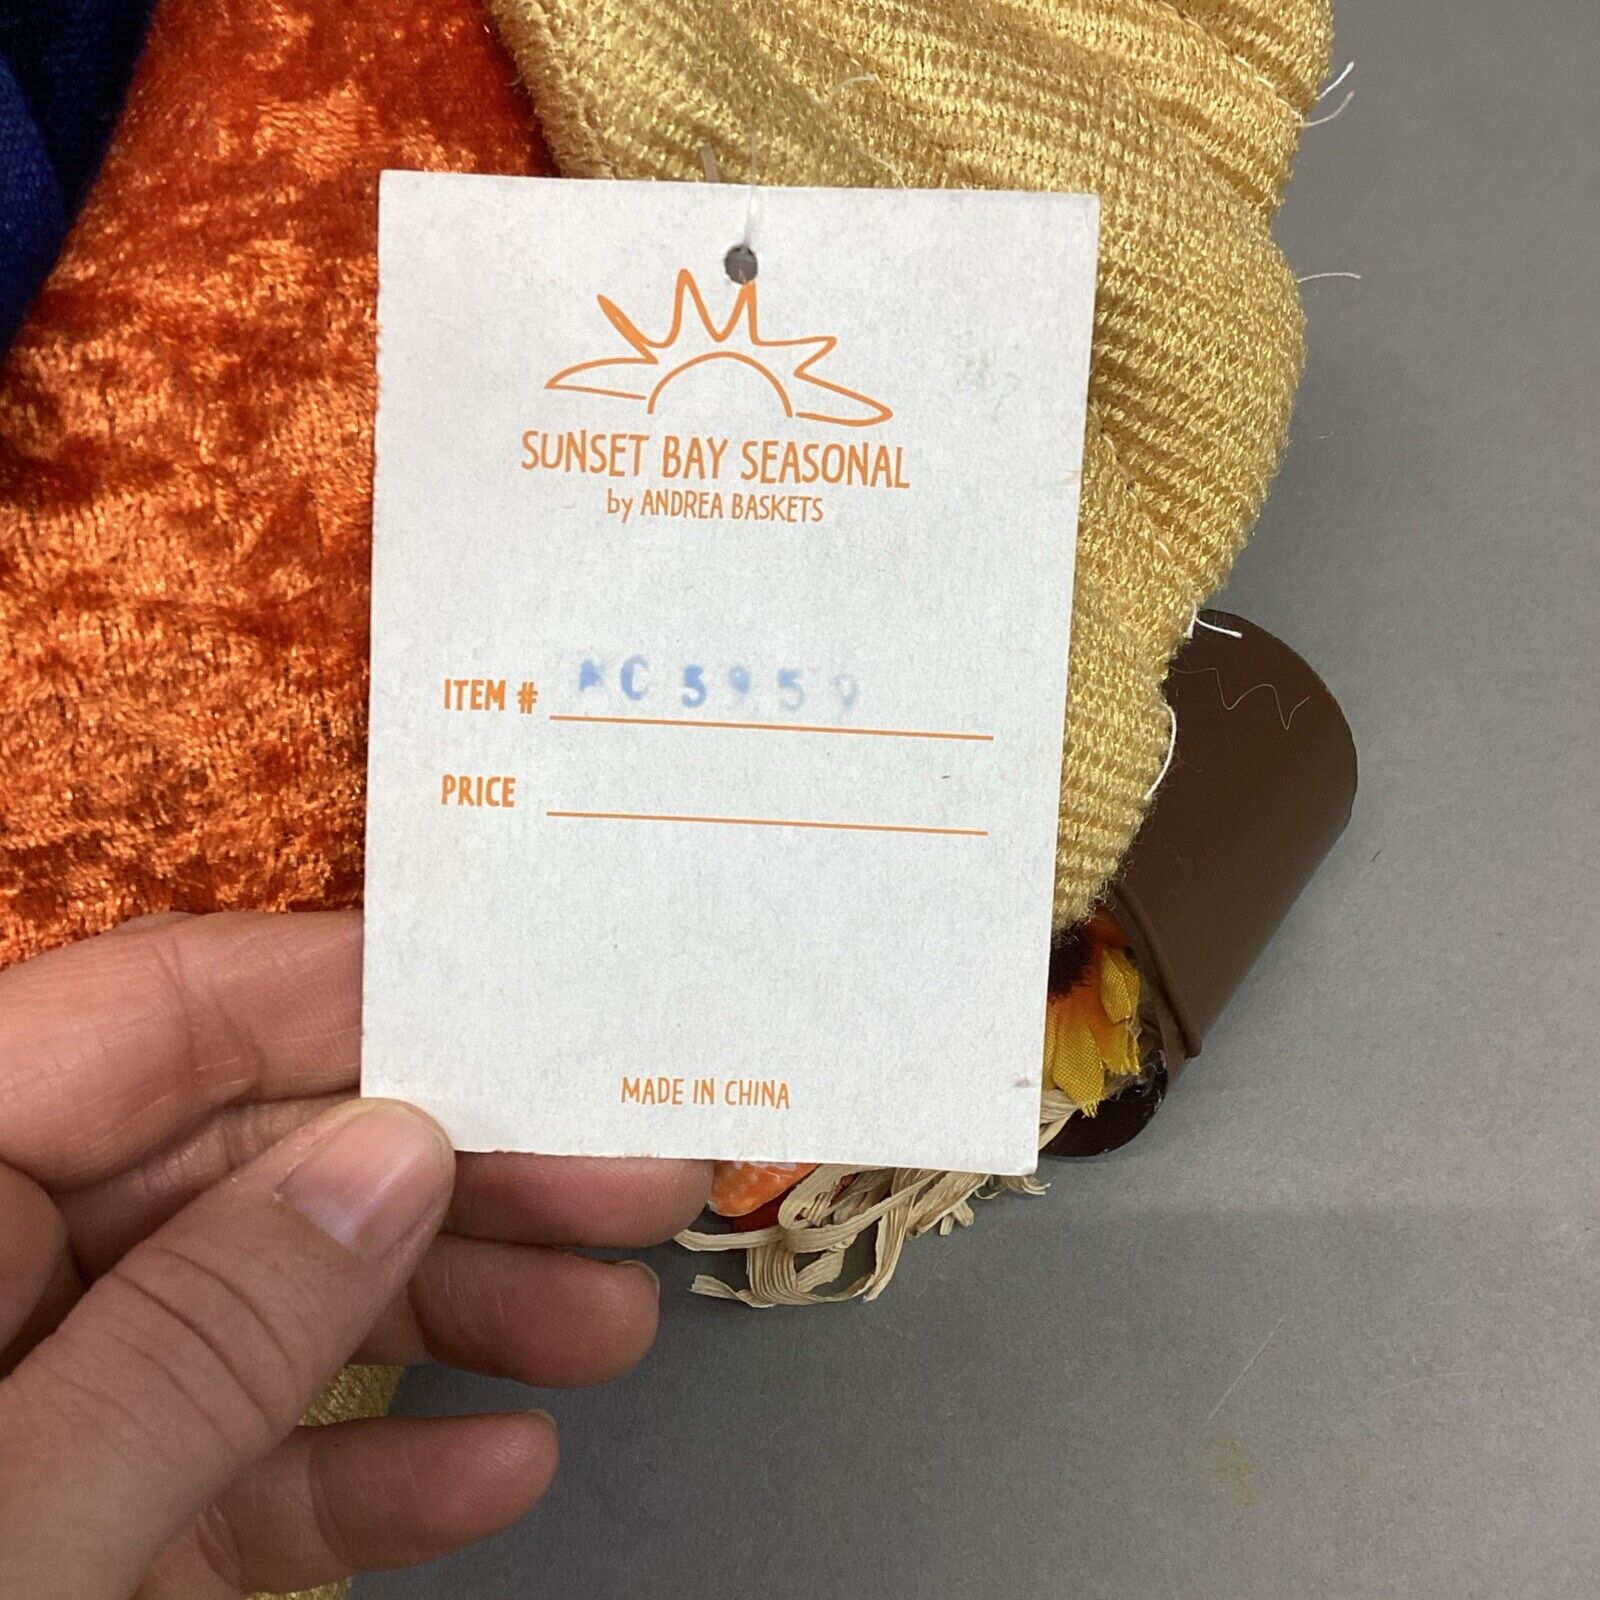 SUNSET BAY SEASONAL
by ANDREA BASKETS
ITEM #
PRICE
MADE IN CHINA